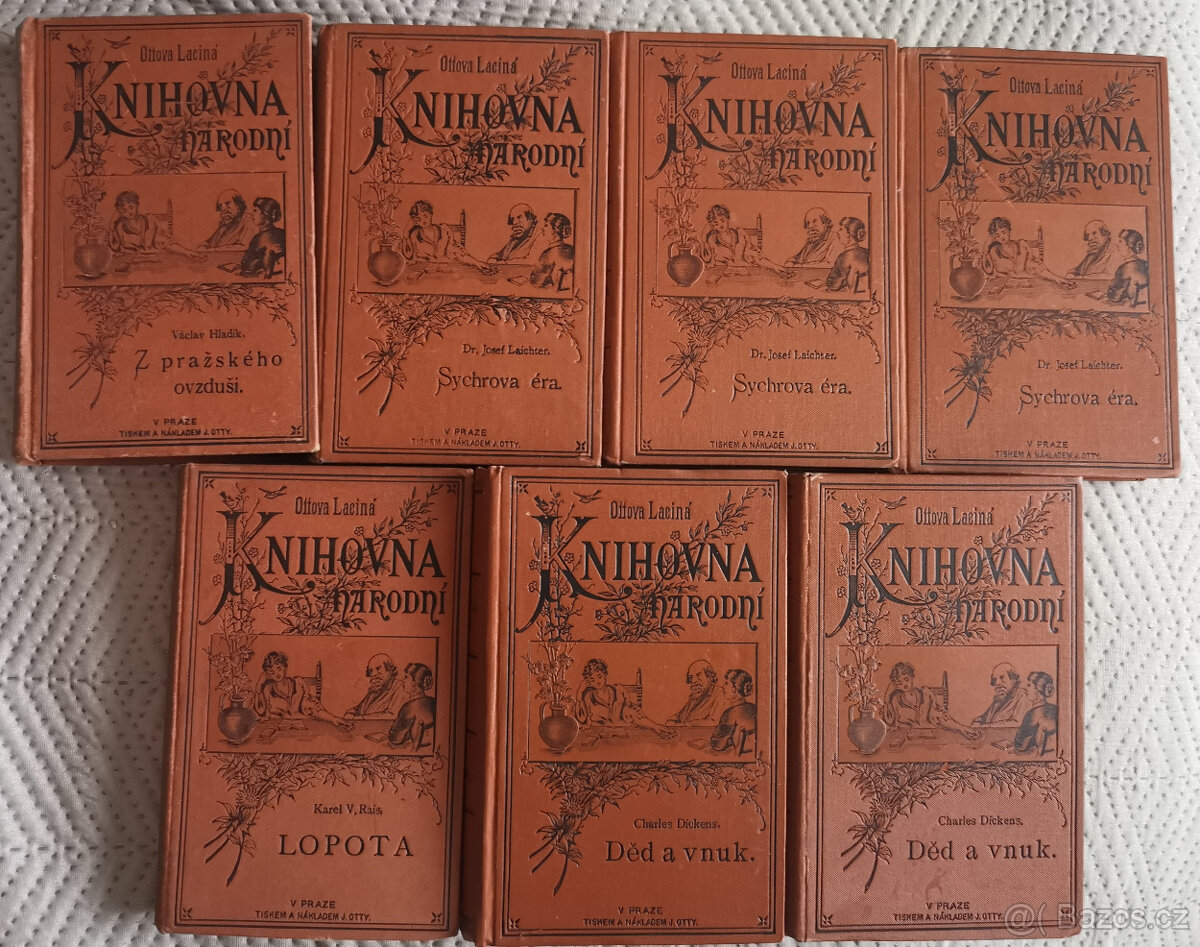 Ottova Laciná
KNIHOVNA
NÁRODNÍ
Václav Hladík.
Z pražského
ovzduší.
V PRAZE
TISKEM A NÁKLADEM J. OTTY.
Ottova Laciná
KNIHOVNA
NÁRODNÍ
Dr. Josef Laichter.
Sychrova éra.
V PRAZE
TISKEM A NÁKLADEM J. OTTY.
Ottova Laciná
KNIHOVNA
NÁRODNÍ
Dr. Josef Laichter.
Sychrova éra.
V PRAZE
TISKEM A NÁKLADEM J. OTTY.
Ottova Laciná
KNIHOVNA
NÁRODNÍ
Dr. Josef Laichter.
Sychrova éra.
V PRAZE
TISKEM A NÁKLADEM J. OTTY.
Ottova Laciná
KNIHOVNA
NÁRODNÍ
Karel V. Rais.
LOPOTA
V PRAZE
TISKEM A NÁKLADEM J. OTTY.
Ottova Laciná
KNIHOVNA
NÁRODNÍ
Charles Dickens.
Děd a vnuk.
V PRAZE
TISKEM A NÁKLADEM J. OTTY.
Ottova Laciná
KNIHOVNA
NÁRODNÍ
Charles Dickens.
Děd a vnuk.
V PRAZE
TISKEM A NÁKLADEM J. OTTY.
Bazos.cz